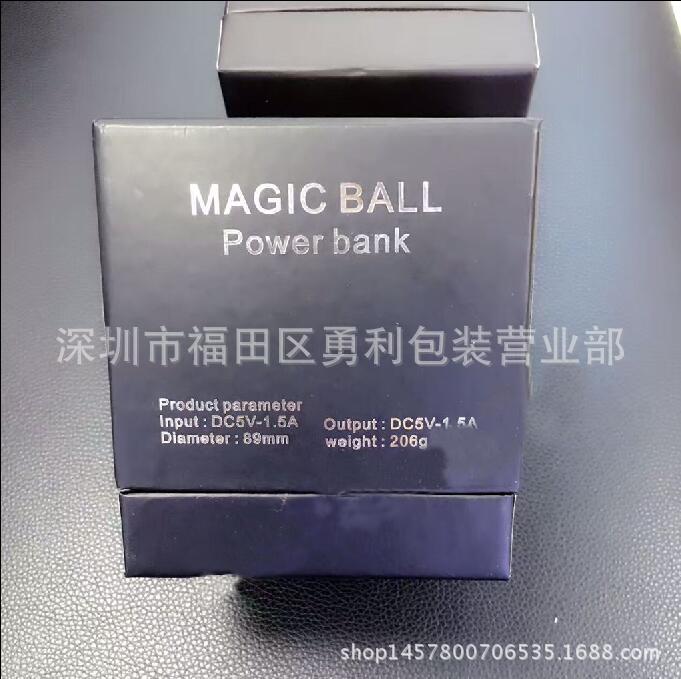 MAGIC BALL
Power bank
深圳市福田区勇利包装营业部
Product parameter
Input : DC5V-1.5A Output : DC5V-1.5A
Diameter : 89mm weight : 206g
shop1457800706535.1688.com